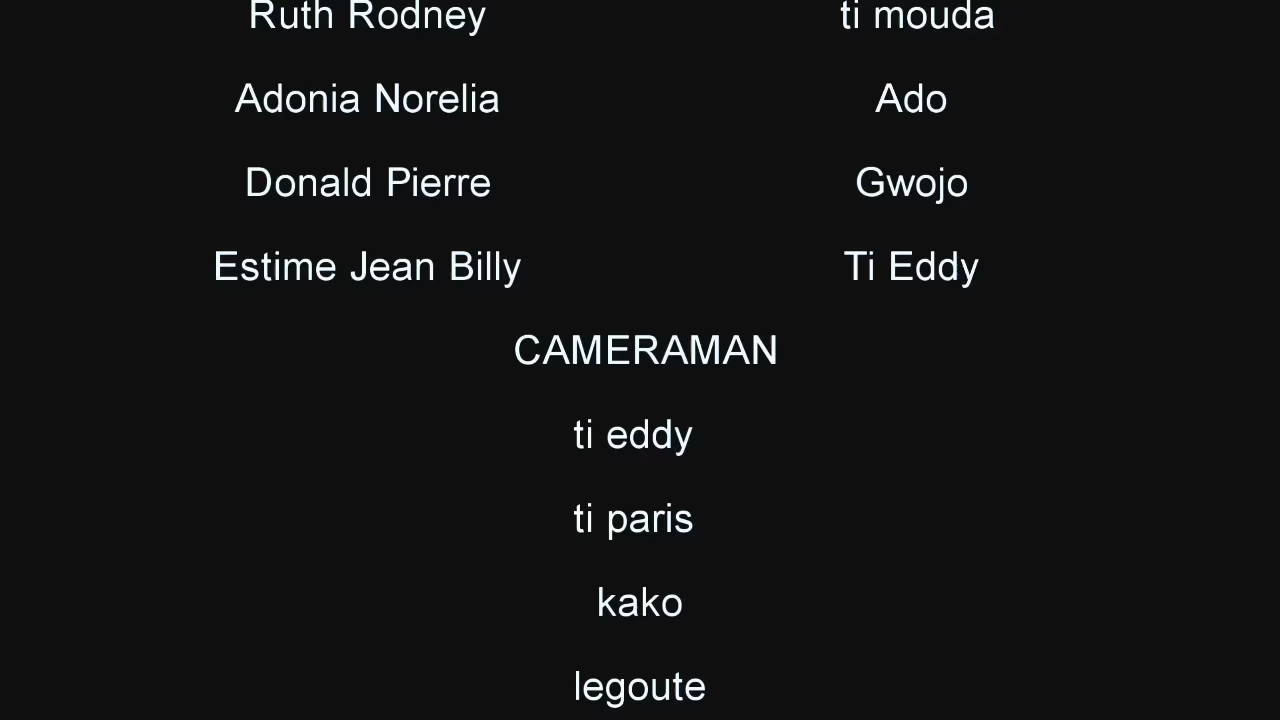 Ruth Rodney ti mouda
Adonia Norelia Ado
Donald Pierre Gwojo
Estime Jean Billy Ti Eddy
CAMERAMAN
ti eddy
ti paris
kako
legoute